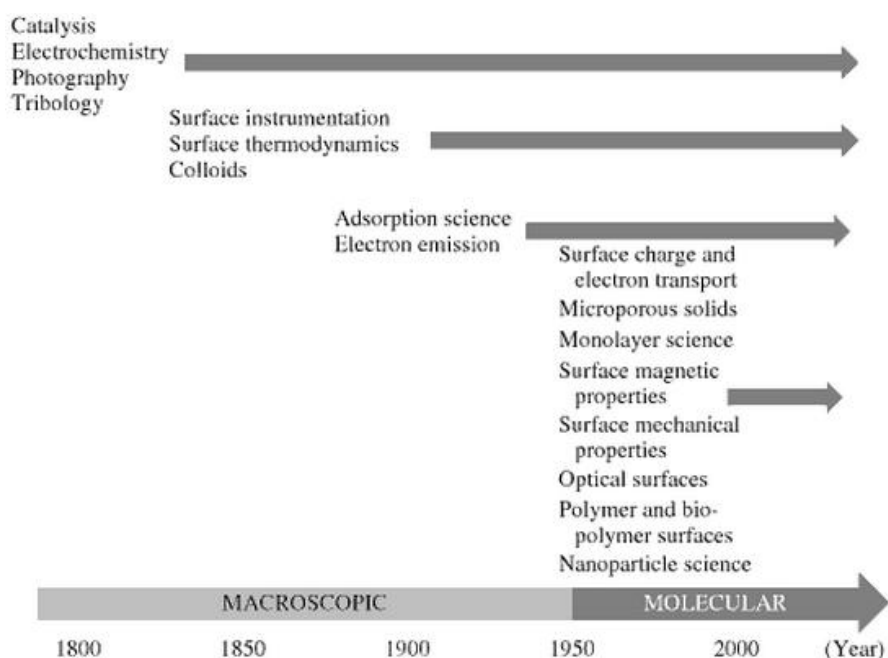 Catalysis
Electrochemistry
Photography
Tribology
Surface instrumentation
Surface thermodynamics
Colloids
Adsorption science
Electron emission
Surface charge and
electron transport
Microporous solids
Monolayer science
Surface magnetic
properties
Surface mechanical
properties
Optical surfaces
Polymer and bio-
polymer surfaces
Nanoparticle science
MACROSCOPIC MOLECULAR
1800 1850 1900 1950 2000 (Year)